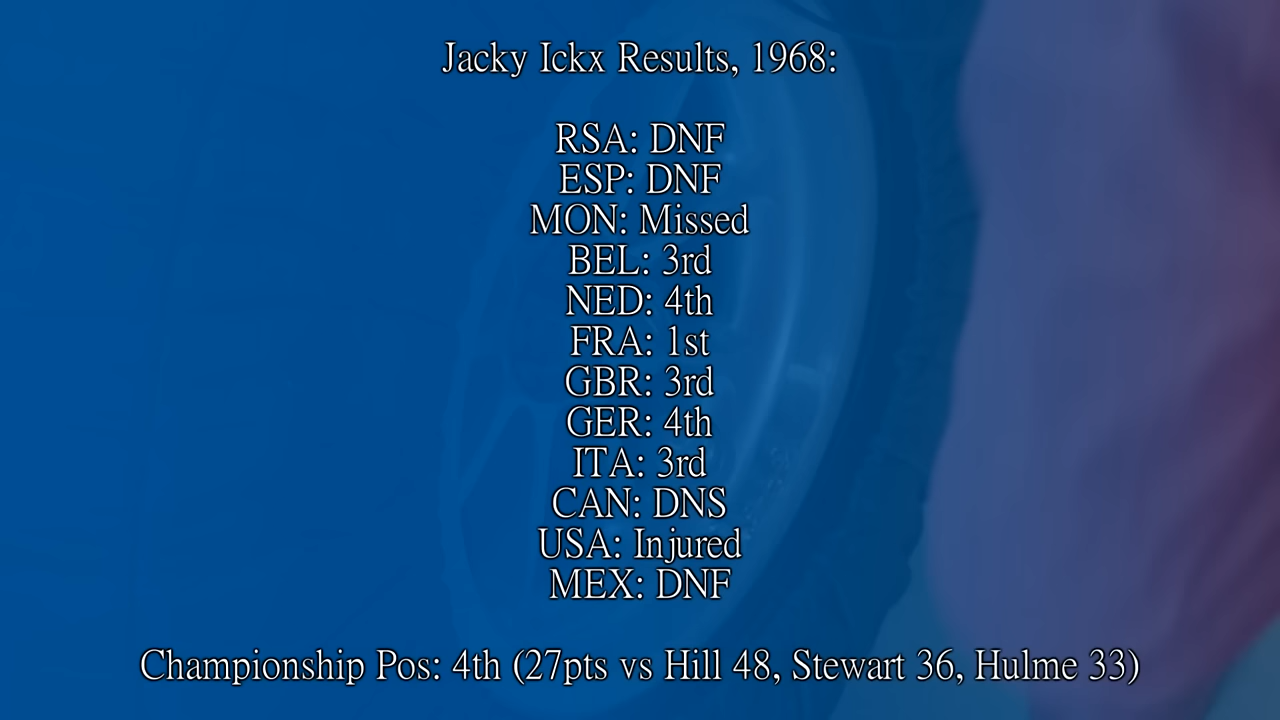 Jacky Ickx Results, 1968:
RSA: DNF
ESP: DNF
MON: Missed
BEL: 3rd
NED: 4th
FRA: 1st
GBR: 3rd
GER: 4th
ITA: 3rd
CAN: DNS
USA: Injured
MEX: DNF
Championship Pos: 4th (27pts vs Hill 48, Stewart 36, Hulme 33)